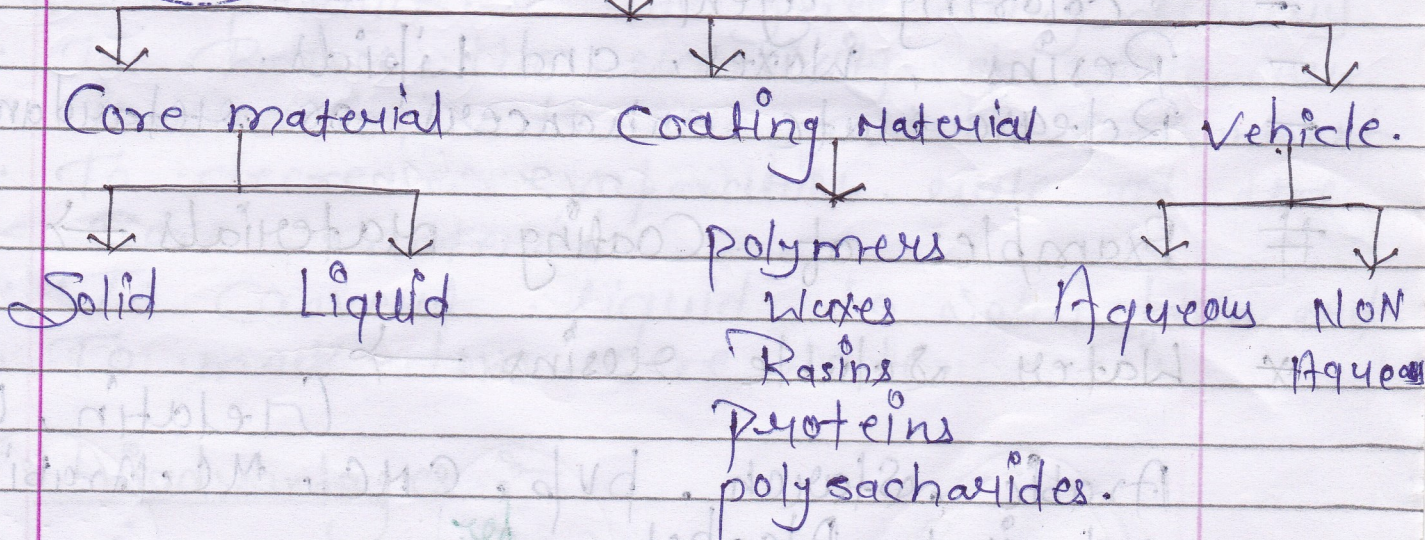 Core material Coating Material Vehicle.
Solid Liquid
polymers
Waxes
Rasins
Proteins
polysacharides.
Aqueous NON
Aqueous